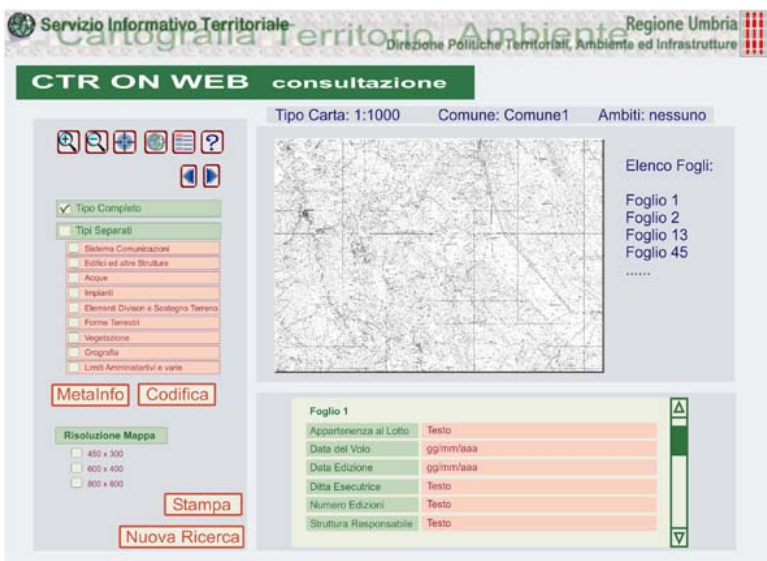 Servizio Informativo Territoriale
Regione Umbria
Cartografia Territorio Ambiente
Direzione Politiche Territoriali, Ambiente ed Infrastrutture
CTR ON WEB consultazione
Tipo Carta: 1:1000 Comune: Comune1 Ambiti: nessuno
?
Tipo Completo
Tipi Separati
Sistema Comunicazioni
Edifici ed altre Strutture
Acque
Impianti
Elementi Divisori e Sostegno Terreno
Forme Terrestri
Vegetazione
Orografia
Limiti Amministartivi e varie
MetaInfo Codifica
Risoluzione Mappa
450 x 300
600 x 400
800 x 600
Stampa
Nuova Ricerca
Elenco Fogli:
Foglio 1
Foglio 2
Foglio 13
Foglio 45
......
Foglio 1
Appartenenza al Lotto Testo
Data del Volo gg/mm/aaa
Data Edizione gg/mm/aaa
Ditta Esecutrice Testo
Numero Edizioni Testo
Struttura Responsabile Testo